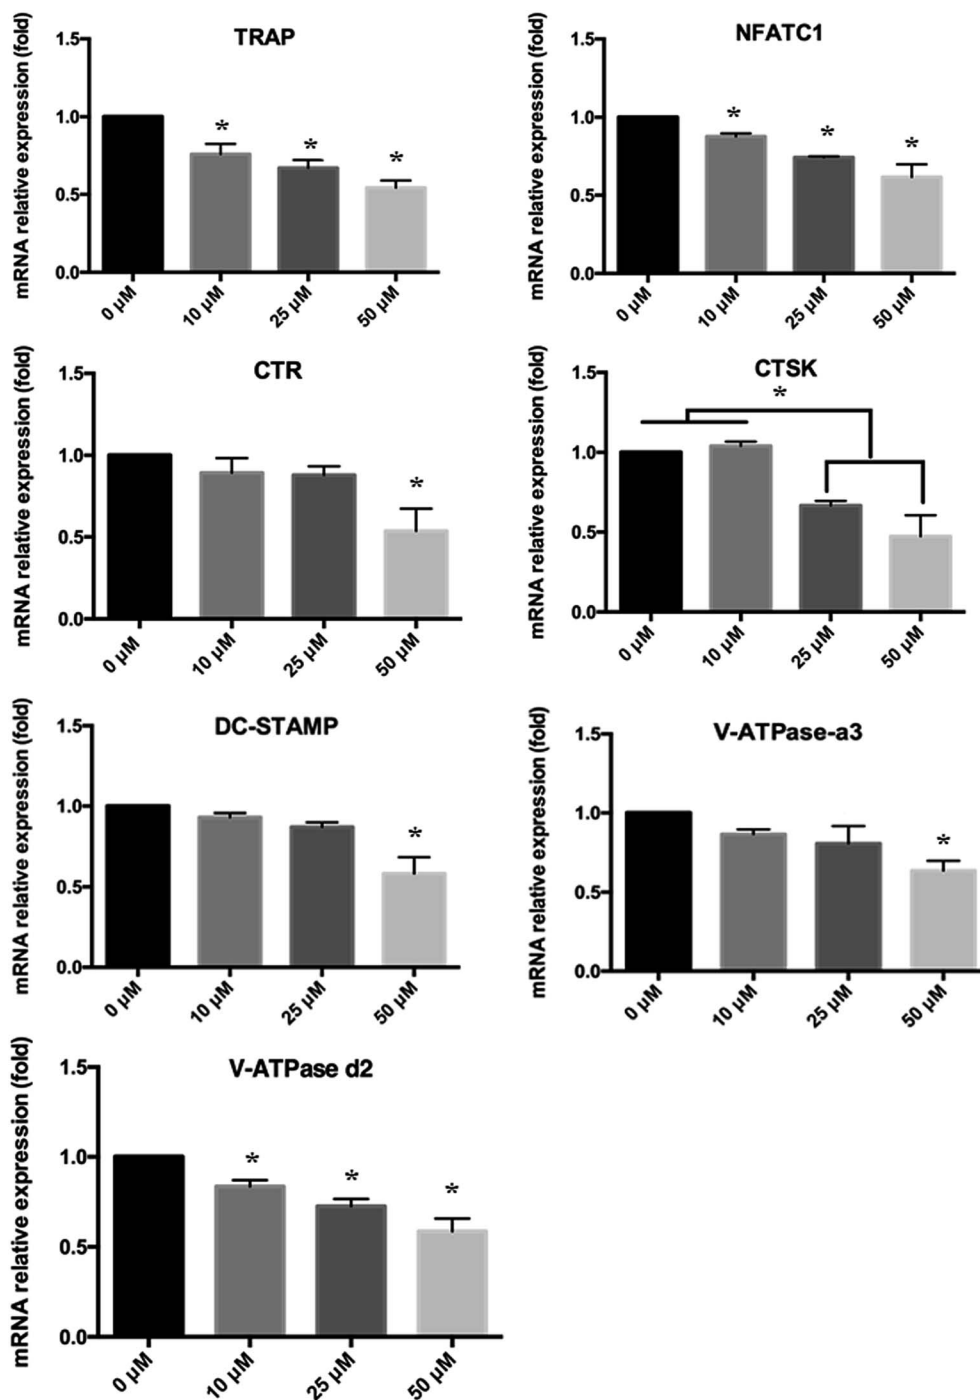 TRAP
mRNA relative expression (fold)
1.5
1.0
0.5
0.0
*
*
*
0 µM
10 µM
25 µM
50 µM
NFATC1
mRNA relative expression (fold)
1.5
1.0
0.5
0.0
*
*
*
0 µM
10 µM
25 µM
50 µM
CTR
mRNA relative expression (fold)
1.5
1.0
0.5
0.0
*
0 µM
10 µM
25 µM
50 µM
CTSK
mRNA relative expression (fold)
1.5
1.0
0.5
0.0
*
0 µM
10 µM
25 µM
50 µM
DC-STAMP
mRNA relative expression (fold)
1.5
1.0
0.5
0.0
*
0 µM
10 µM
25 µM
50 µM
V-ATPase-a3
mRNA relative expression (fold)
1.5
1.0
0.5
0.0
*
0 µM
10 µM
25 µM
50 µM
V-ATPase d2
mRNA relative expression (fold)
1.5
1.0
0.5
0.0
*
*
*
0 µM
10 µM
25 µM
50 µM